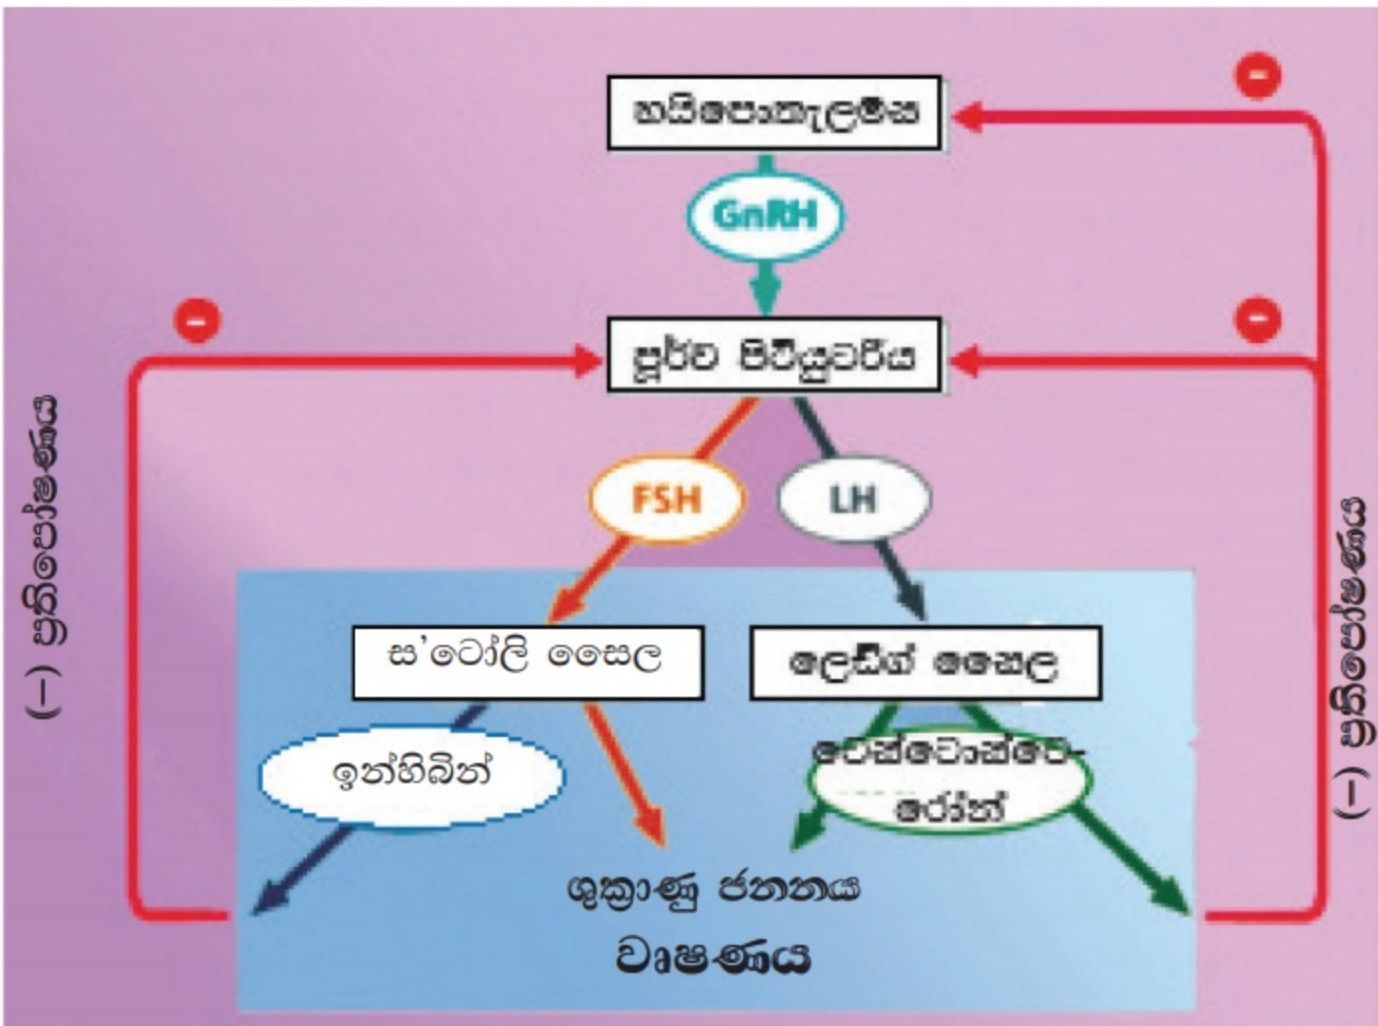 හයිපොතැලමස
GnRH
පූර්ව පිටියුටරිය
(−) ප්‍රතිපෝෂණය
FSH
LH
ස'ටෝලි සෛල
ලෙඩිග් සෛල
ඉන්හිබින්
ටෙස්ටොස්ටෙ-
රෝන්
ශුක්‍රාණු ජනනය
වෘෂණය
(−) ප්‍රතිපෝෂණය